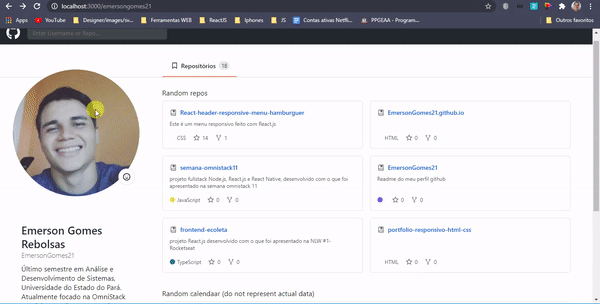 localhost:3000/emersongomes21
Apps
YouTube
Designer/images/sv...
Ferramentas WEB
ReactJS
Iphones
JS
Contas ativas Netfli...
PPGEAA - Program...
Outros favoritos
Enter Username or Repo...
Repositórios 18
Random repos
React-header-responsive-menu-hamburguer
Este é um menu responsivo feito com React.js
CSS 14 1
EmersonGomes21.github.io
HTML 0 0
semana-omnistack11
projeto fullstack Node.js, React.js e React Native, desenvolvido com o que foi
apresentado na semana omnistack 11
JavaScript 0 0
EmersonGomes21
Readme do meu perfil github
0 0
frontend-ecoleta
projeto React.js desenvolvido com o que foi apresentado na NLW #1-
Rocketseat
TypeScript 0 0
portfolio-responsivo-html-css
HTML 0 0
Emerson Gomes
Rebolsas
EmersonGomes21
Último semestre em Análise e
Desenvolvimento de Sistemas,
Universidade do Estado do Pará.
Atualmente focado na OmniStack
Random calendaar (do not represent actual data)